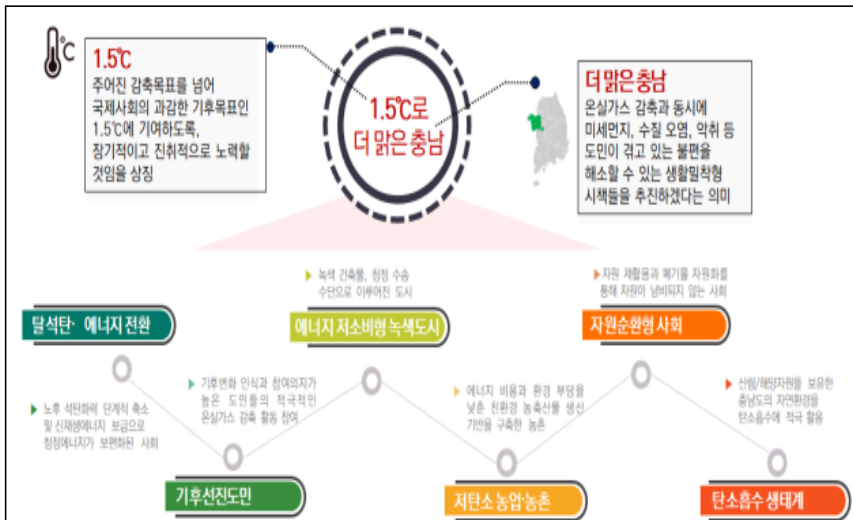 ℃
1.5℃
주어진 감축목표를 넘어
국제사회의 과감한 기후목표인
1.5℃에 기여하도록,
장기적이고 진취적으로 노력할
것임을 상징
1.5℃로
더 맑은 충남
더 맑은 충남
온실가스 감축과 동시에
미세먼지, 수질 오염, 악취 등
도민이 겪고 있는 불편을
해소할 수 있는 생활밀착형
시책들을 추진하겠다는 의미
탈석탄· 에너지 전환
노후 석탄화력 단계적 축소
및 신재생에너지 보급으로
청정에너지가 보편화된 사회
기후변화 인식과 참여의지가
높은 도민들의 적극적인
온실가스 감축 활동 참여
기후선진도민
녹색 건축물, 청정 수송
수단으로 이루어진 도시
에너지 저소비형 녹색도시
에너지 비용과 환경 부담을
낮춘 친환경 농축산물 생산
기반을 구축한 농촌
저탄소 농업·농촌
자원 재활용과 폐기물 자원화를
통해 자원이 낭비되지 않는 사회
자원순환형 사회
산림/해양자원을 보유한
충남도의 자연환경을
탄소흡수에 적극 활용
탄소흡수 생태계